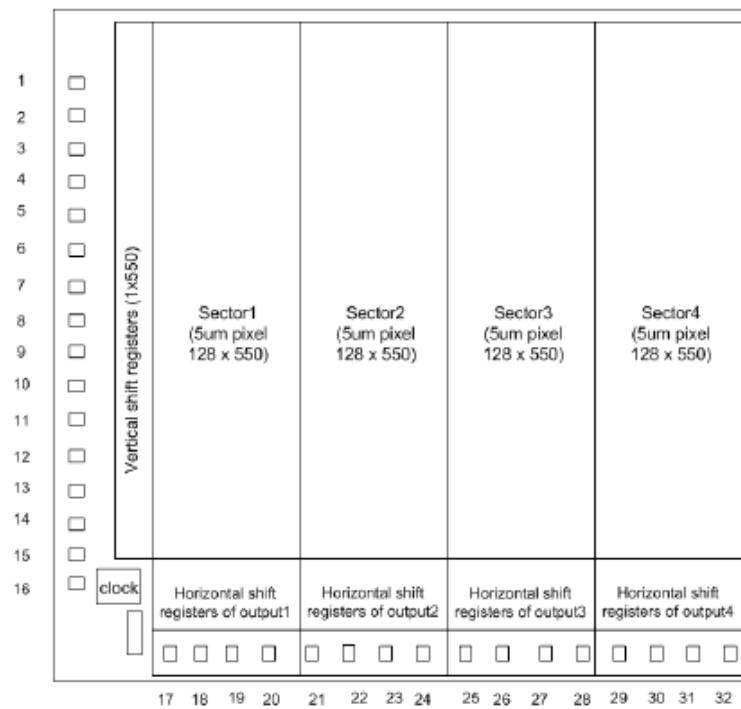 1
2
3
4
5
6
7
8
9
10
11
12
13
14
15
16
Vertical shift registers (1x550)
Sector1
(5um pixel
128 x 550)
Sector2
(5um pixel
128 x 550)
Sector3
(5um pixel
128 x 550)
Sector4
(5um pixel
128 x 550)
clock
Horizontal shift
registers of output1
Horizontal shift
registers of output2
Horizontal shift
registers of output3
Horizontal shift
registers of output4
17 18 19 20 21 22 23 24 25 26 27 28 29 30 31 32